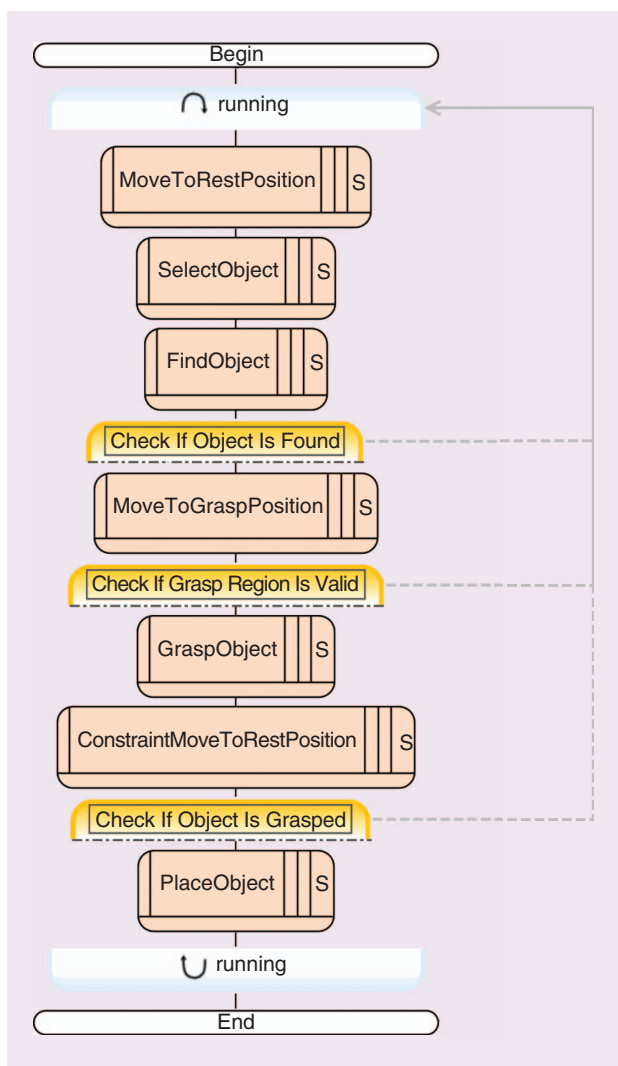 Begin
running
MoveToRestPosition S
SelectObject S
FindObject S
Check If Object Is Found
MoveToGraspPosition S
Check If Grasp Region Is Valid
GraspObject S
ConstraintMoveToRestPosition S
Check If Object Is Grasped
PlaceObject S
running
End